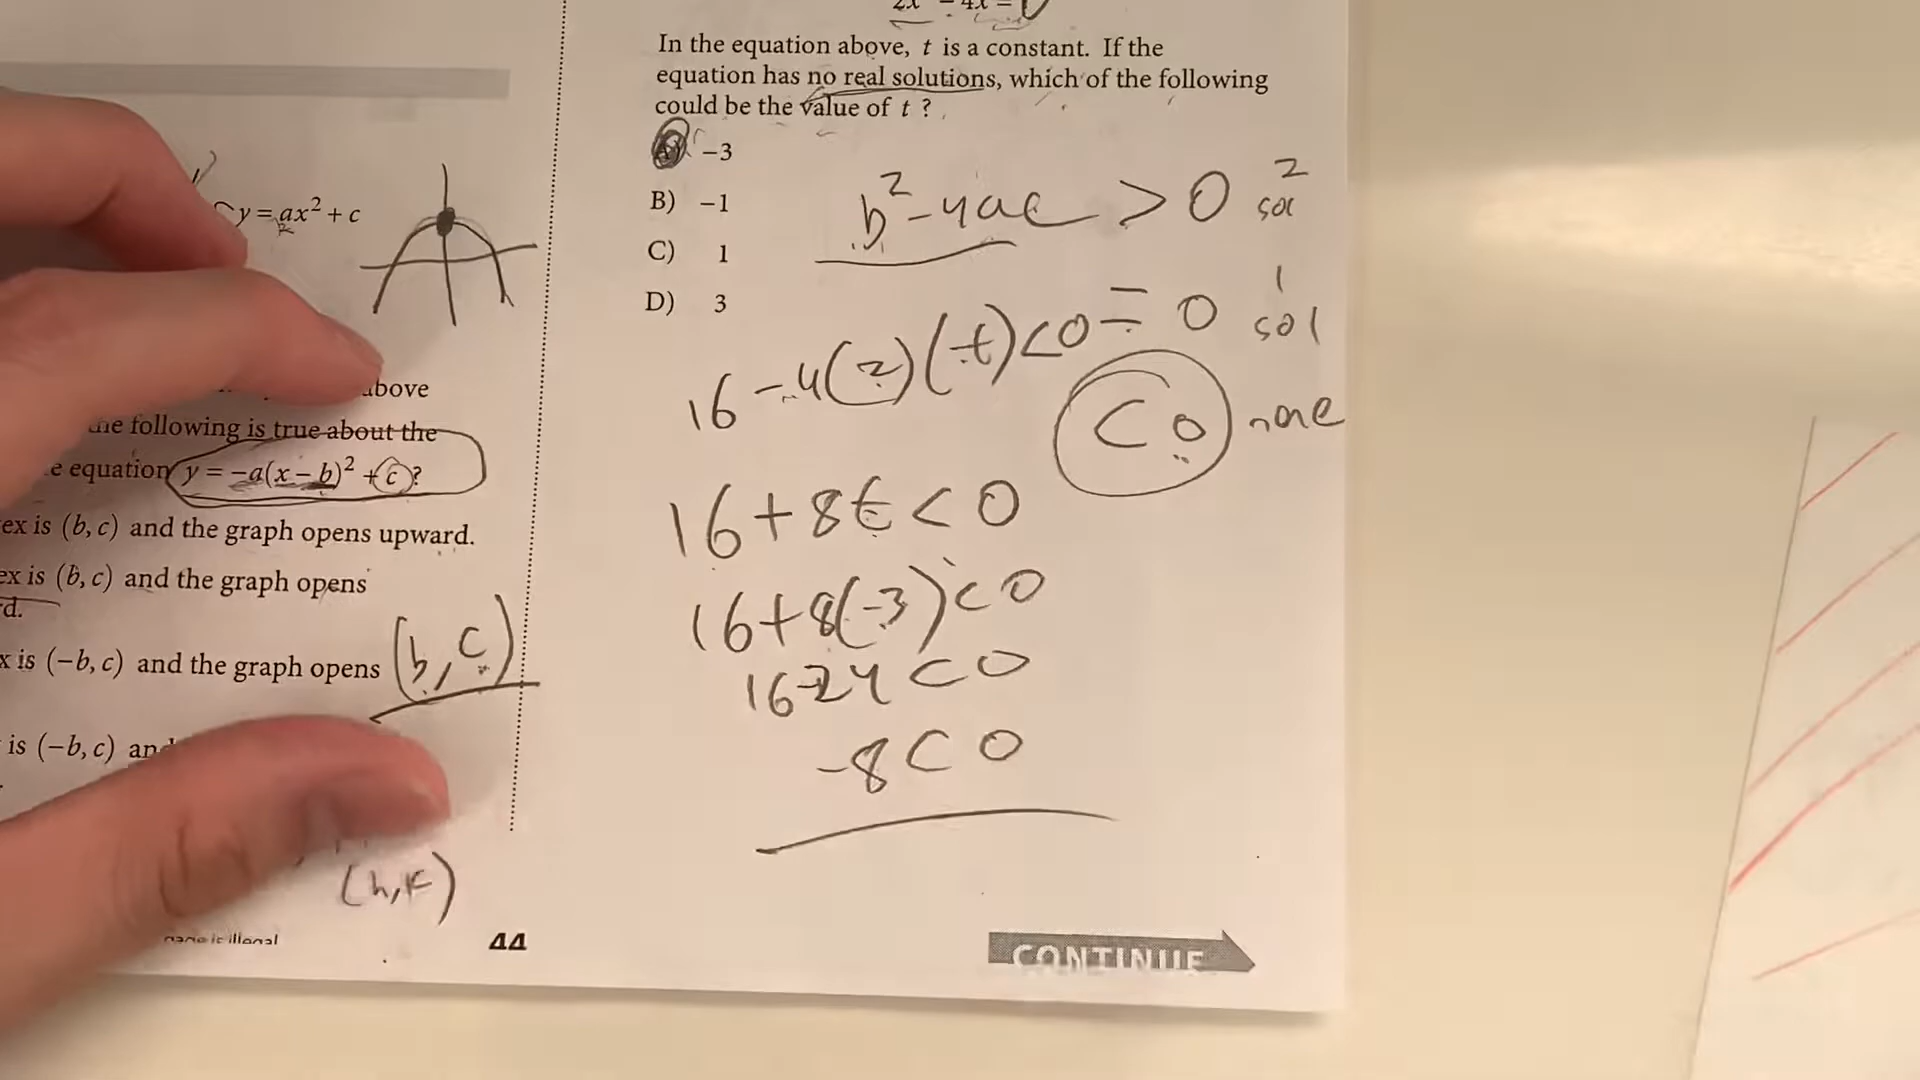 y = ax² + c
above
the following is true about the
equation y = -a(x - b)² + c?
ex is (b, c) and the graph opens upward.
ex is (b, c) and the graph opens
d.
x is (-b, c) and the graph opens
is (-b, c) an
(b, c)
(h, k)
44
In the equation above, t is a constant. If the
equation has no real solutions, which of the following
could be the value of t ?
A) -3
B) -1
C) 1
D) 3
b² - 4ac > 0 2 sol
= 0 1 sol
< 0 none
16 - 4(2)(-t) < 0
16 + 8t < 0
16 + 8(-3) < 0
16 - 24 < 0
-8 < 0
CONTINUE